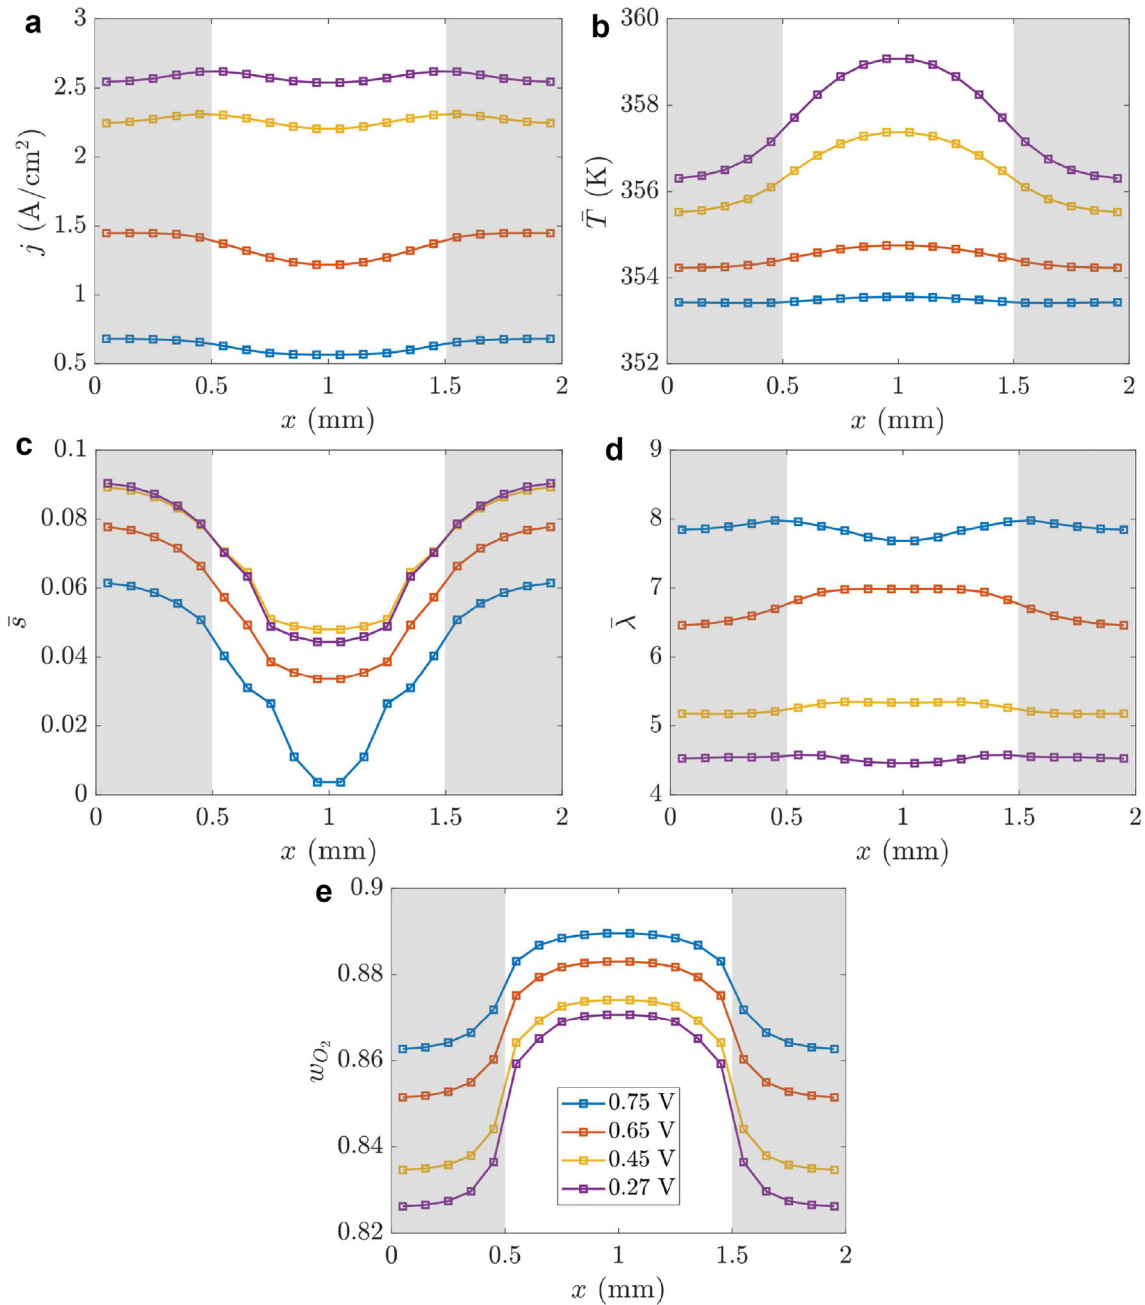 a
3
2.5
2
1.5
1
0.5
j (A/cm²)
0 0.5 1 1.5 2
x (mm)
b
360
358
356
354
352
T̄ (K)
0 0.5 1 1.5 2
x (mm)
c
0.1
0.08
0.06
0.04
0.02
0
s̄
0 0.5 1 1.5 2
x (mm)
d
9
8
7
6
5
4
λ̄
0 0.5 1 1.5 2
x (mm)
e
0.9
0.88
0.86
0.84
0.82
w_{O_2}
0.75 V
0.65 V
0.45 V
0.27 V
0 0.5 1 1.5 2
x (mm)